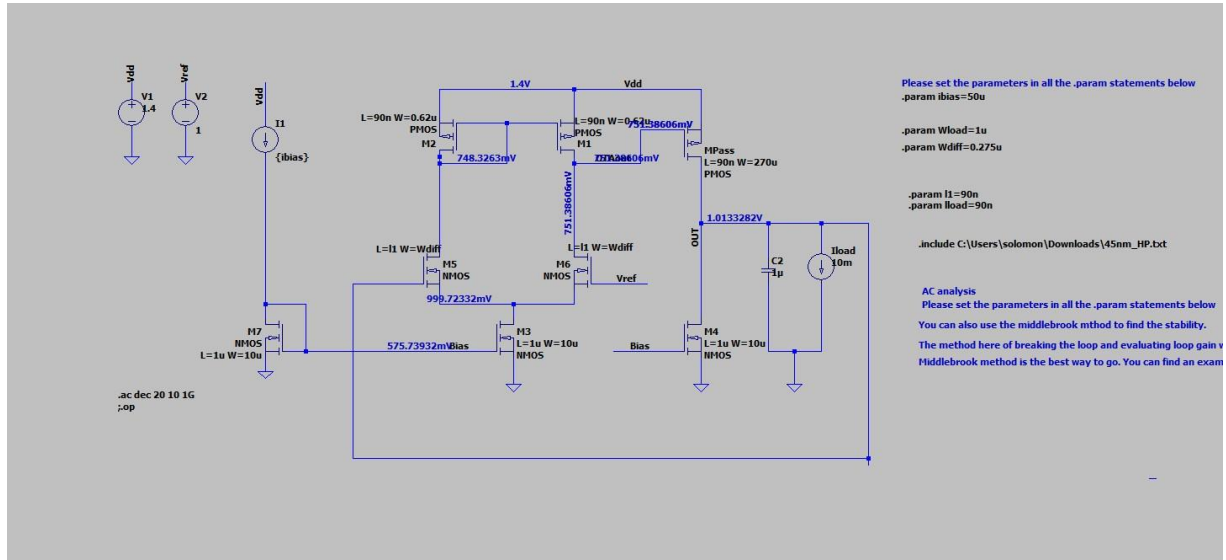 Vdd
V1
1.4
Vref
V2
1
Vdd
I1
{ibias}
1.4V
Vdd
L=90n W=0.62u
PMOS
M2
L=90n W=0.62u
PMOS
M1
751.38606mV
MPass
L=90n W=270u
PMOS
748.3263mV
751.38606mV
1.0133282V
OUT
L=l1 W=Wdiff
M5
NMOS
L=l1 W=Wdiff
M6
NMOS
Vref
C2
1µ
Iload
10m
999.72332mV
M7
NMOS
L=1u W=10u
575.73932mV
Bias
M3
L=1u W=10u
NMOS
Bias
M4
L=1u W=10u
NMOS
.ac dec 20 10 1G
;.op
Please set the parameters in all the .param statements below
.param ibias=50u
.param Wload=1u
.param Wdiff=0.275u
.param l1=90n
.param lload=90n
.include C:\Users\solomon\Downloads\45nm_HP.txt
AC analysis
Please set the parameters in all the .param statements below
You can also use the middlebrook mthod to find the stability.
The method here of breaking the loop and evaluating loop gain w
Middlebrook method is the best way to go. You can find an exam